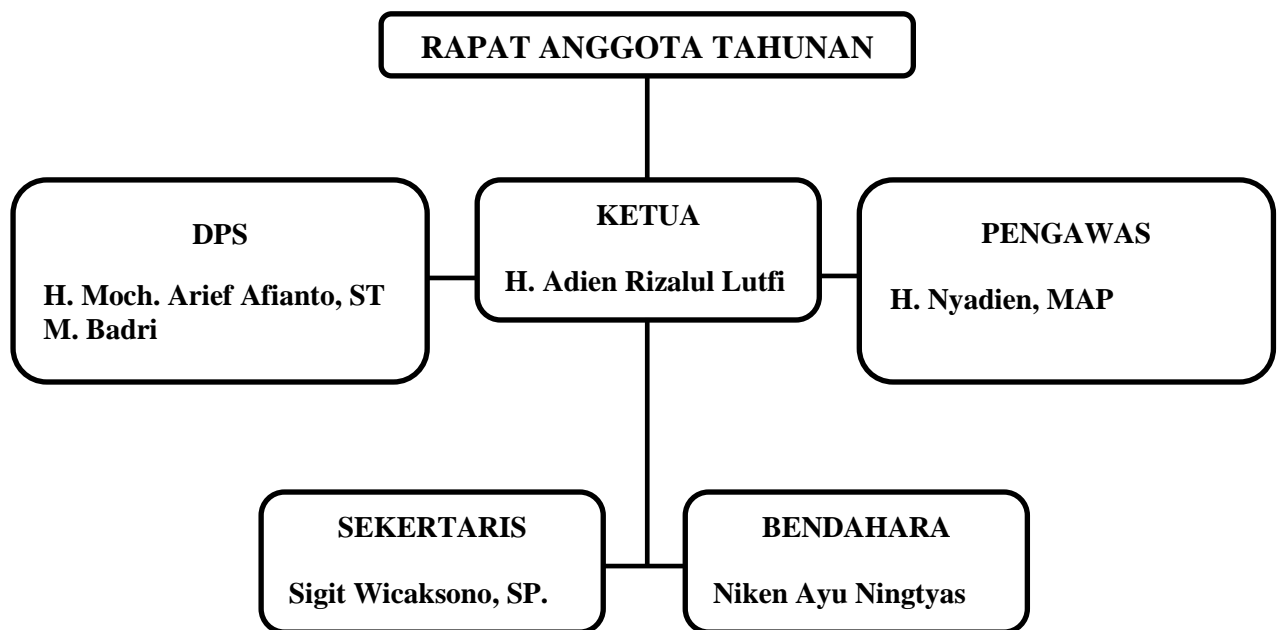 RAPAT ANGGOTA TAHUNAN
DPS
H. Moch. Arief Afianto, ST
M. Badri
KETUA
H. Adien Rizalul Lutfi
PENGAWAS
H. Nyadien, MAP
SEKERTARIS
Sigit Wicaksono, SP.
BENDAHARA
Niken Ayu Ningtyas